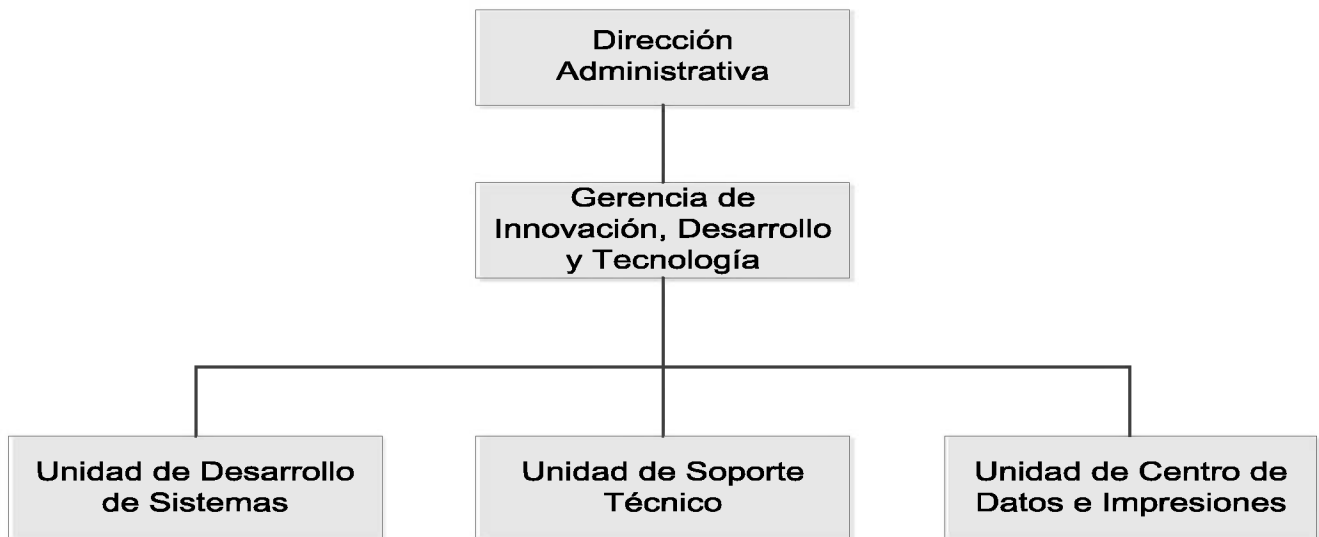 Dirección
Administrativa
Gerencia de
Innovación, Desarrollo
y Tecnología
Unidad de Desarrollo
de Sistemas
Unidad de Soporte
Técnico
Unidad de Centro de
Datos e Impresiones